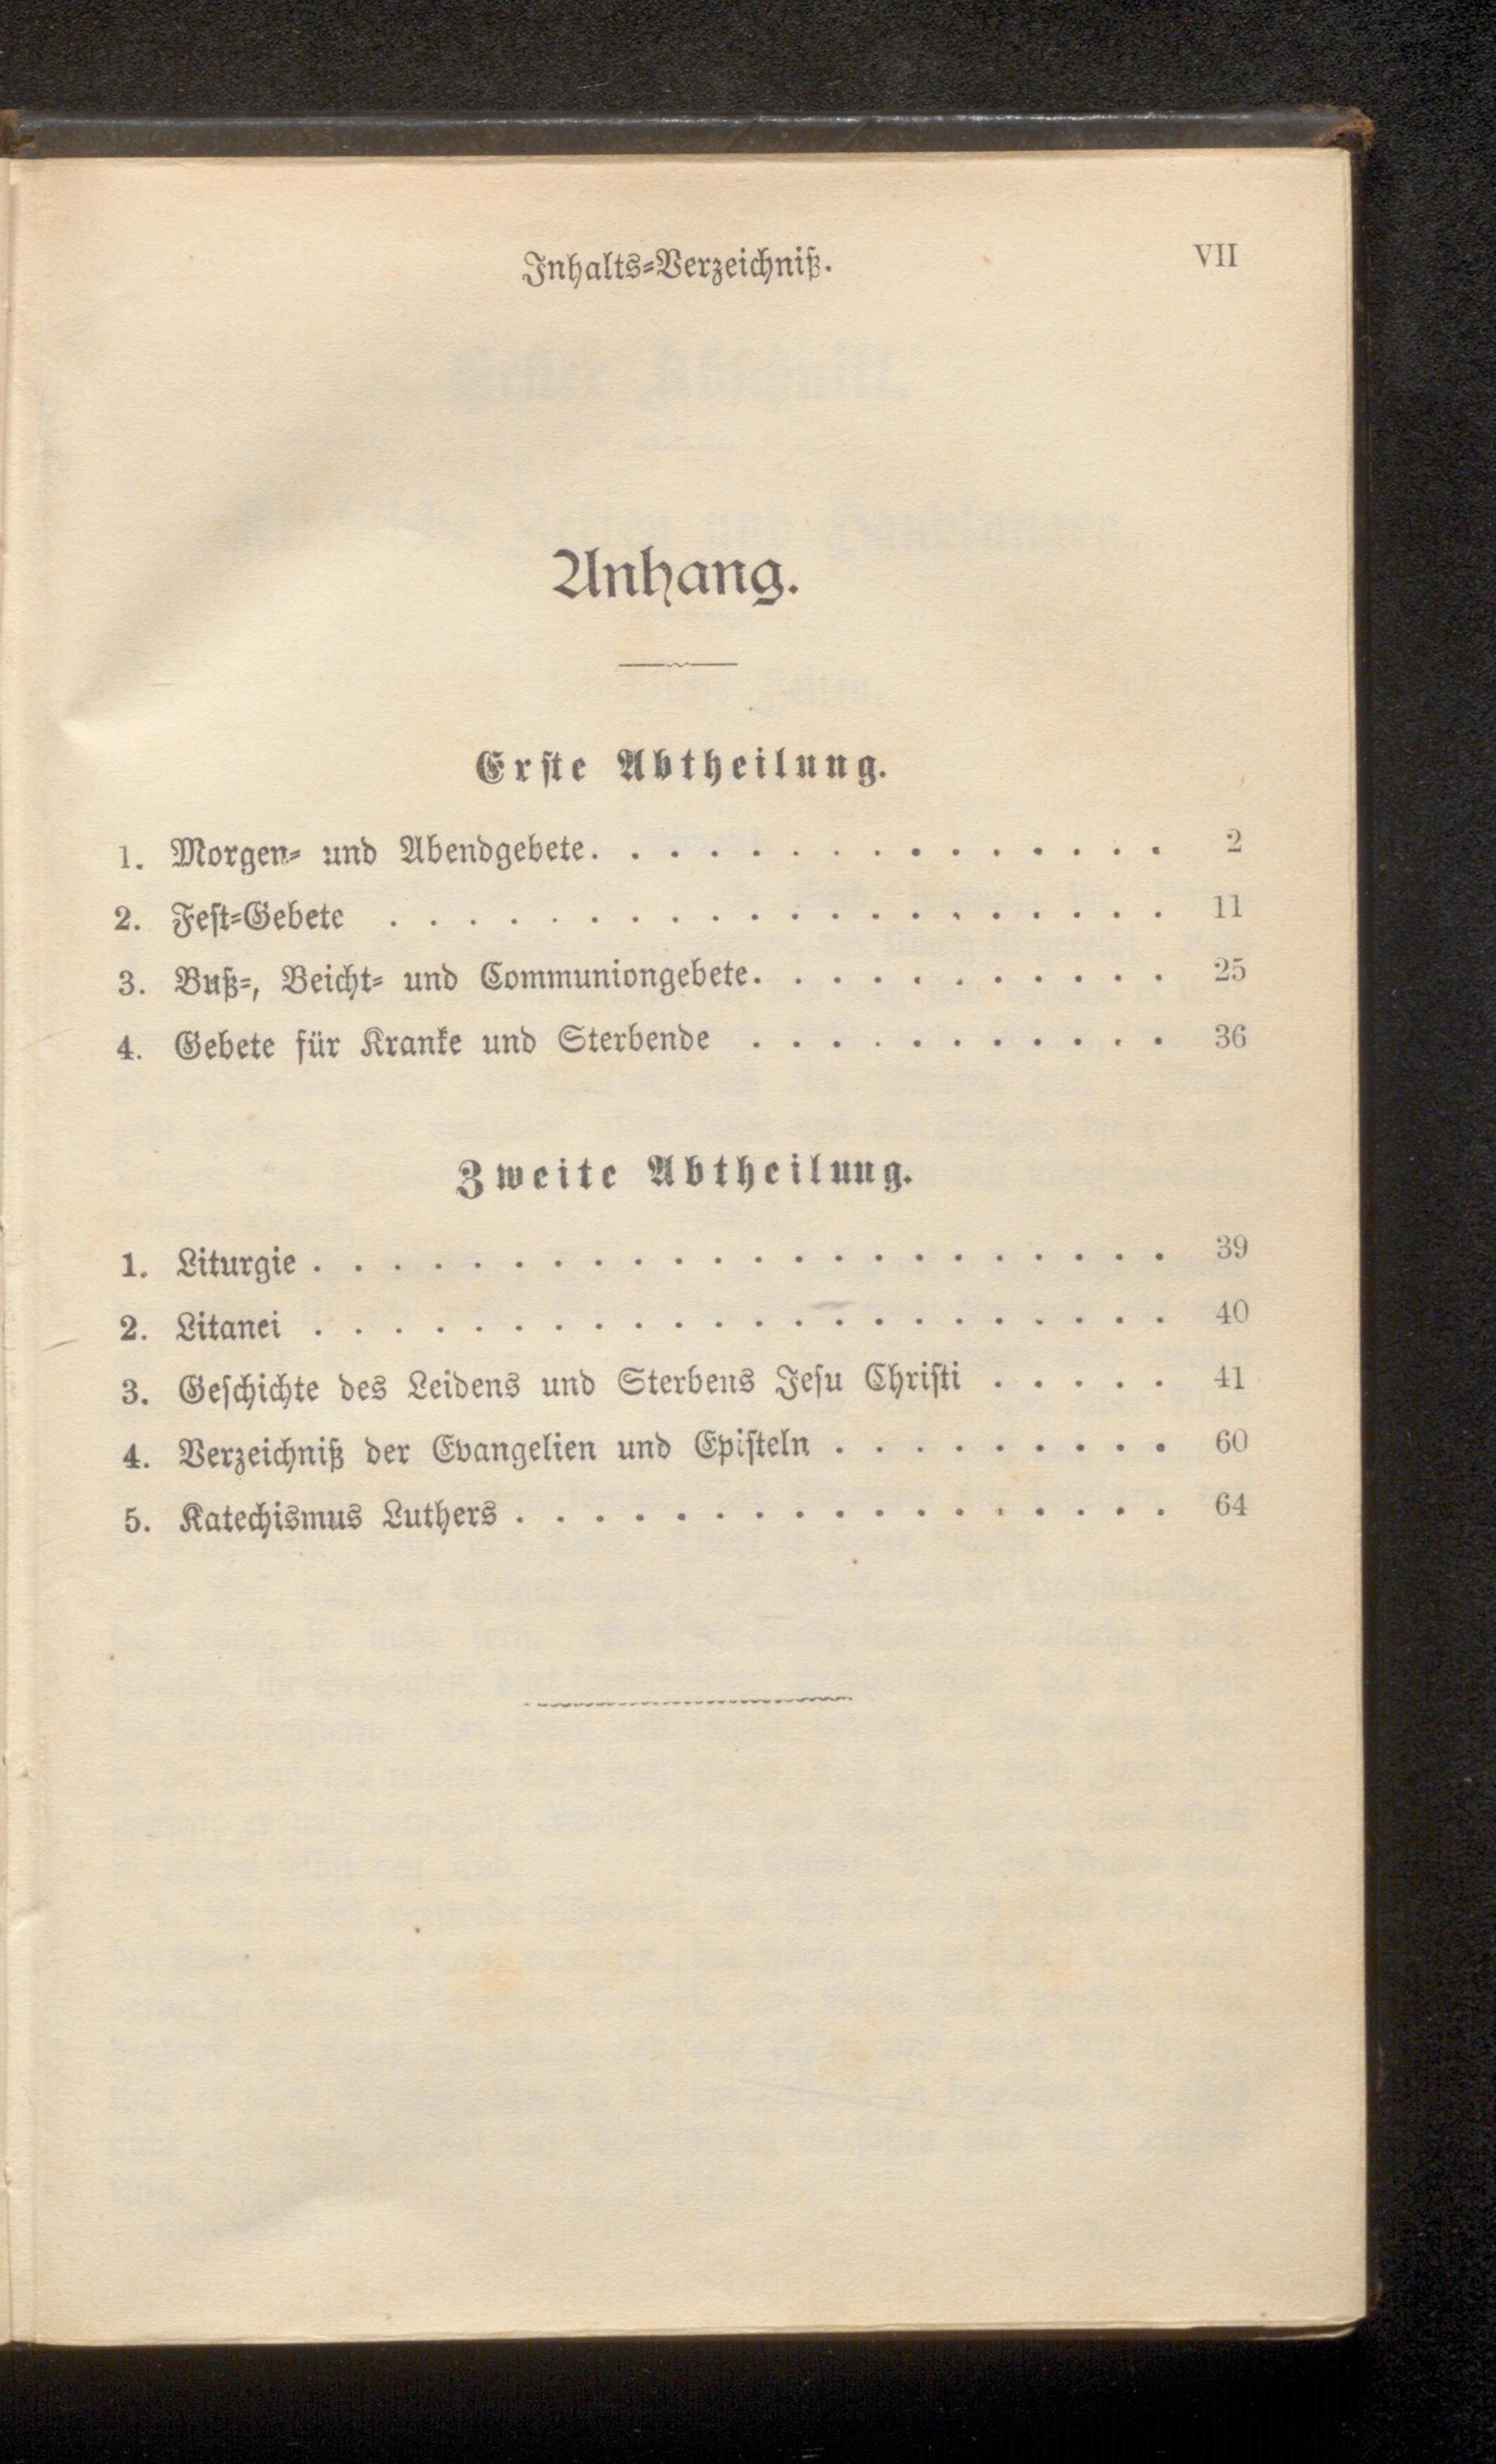 Inhalts-Verzeichniß.
VII
Anhang.
Erste Abtheilung.
1. Morgen- und Abendgebete. . . . . . . . . . . . . . . 2
2. Fest-Gebete . . . . . . . . . . . . . . . . . . . . 11
3. Buß-, Beicht- und Communiongebete. . . . . . . . . . . 25
4. Gebete für Kranke und Sterbende . . . . . . . . . . . 36
Zweite Abtheilung.
1. Liturgie . . . . . . . . . . . . . . . . . . . . . . 39
2. Litanei . . . . . . . . . . . . . . . . . . . . . . 40
3. Geschichte des Leidens und Sterbens Jesu Christi . . . . . 41
4. Verzeichniß der Evangelien und Episteln . . . . . . . . . 60
5. Katechismus Luthers . . . . . . . . . . . . . . . . . 64